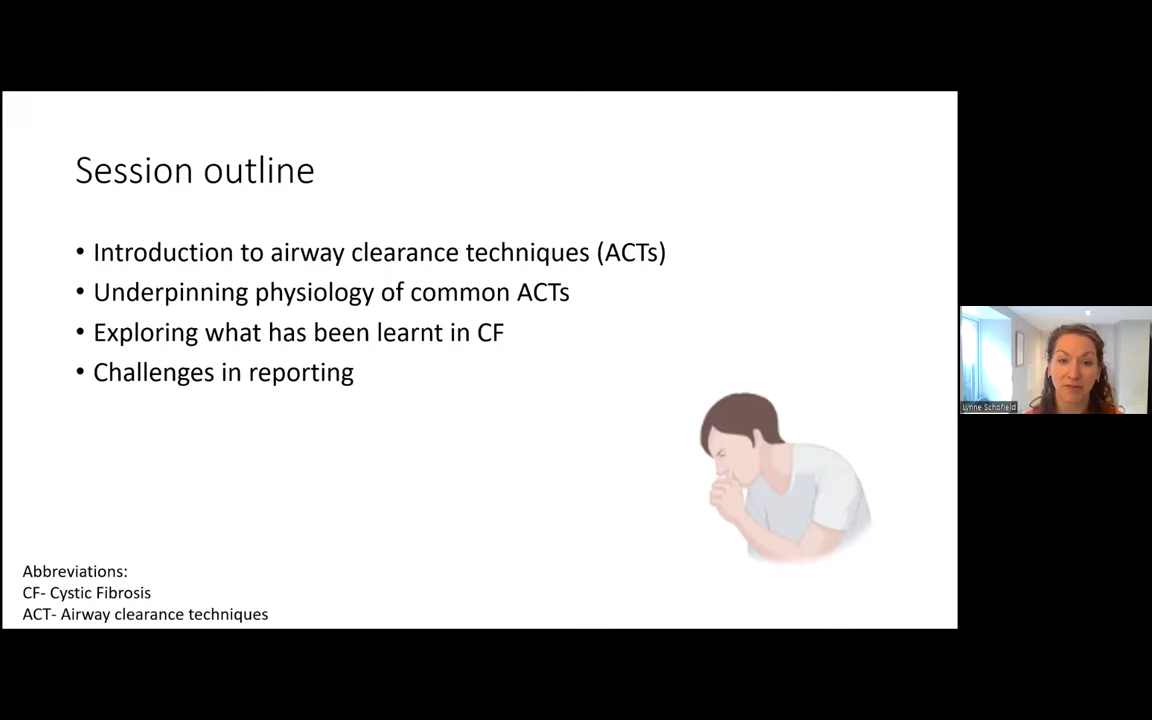 Session outline
• Introduction to airway clearance techniques (ACTs)
• Underpinning physiology of common ACTs
• Exploring what has been learnt in CF
• Challenges in reporting
Abbreviations:
CF- Cystic Fibrosis
ACT- Airway clearance techniques
Lynne Schofield